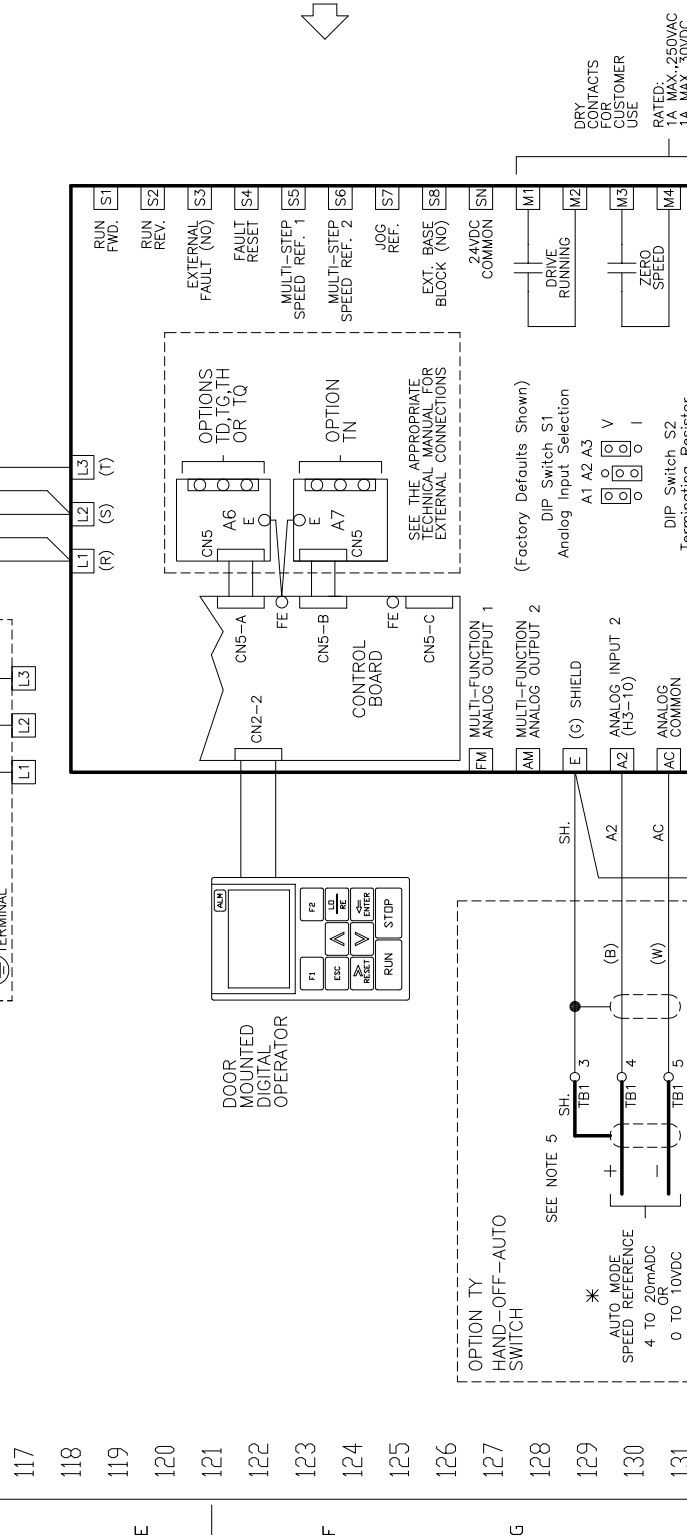 DRY
CONTACTS
FOR
CUSTOMER
USE
RATED:
1A MAX.,250VAC
1A MAX.,30VDC
S1
S2
S3
S4
S5
S6
S7
S8
SN
M1
M2
M3
M4
RUN
FWD.
RUN
REV.
EXTERNAL
FAULT (NO)
FAULT
RESET
MULTI-STEP
SPEED REF. 1
MULTI-STEP
SPEED REF. 2
JOG
REF.
EXT. BASE
BLOCK (NO)
24VDC
COMMON
DRIVE
RUNNING
ZERO
SPEED
OPTIONS
TD,TG,TH
OR TQ
OPTION
TN
SEE THE APPROPRIATE
TECHNICAL MANUAL FOR
EXTERNAL CONNECTIONS
(Factory Defaults Shown)
DIP Switch S1
Analog Input Selection
A1 A2 A3
V
I
DIP Switch S2
Terminating Resistor
L3
(T)
L2
(S)
L1
(R)
CN5
A6
E
E
A7
CN5
CN5-A
FE
CN5-B
FE
CN5-C
CN2-2
CONTROL
BOARD
L3
L2
L1
TERMINAL
FM
MULTI-FUNCTION
ANALOG OUTPUT 1
AM
MULTI-FUNCTION
ANALOG OUTPUT 2
E
(G) SHIELD
A2
ANALOG INPUT 2
(H3-10)
AC
ANALOG
COMMON
SH.
A2
AC
ALM
F1
F2
ESC
LO
RE
RESET
ENTER
RUN
STOP
DOOR
MOUNTED
DIGITAL
OPERATOR
(B)
(W)
SH.
TB1
3
TB1
4
TB1
5
SEE NOTE 5
+
-
OPTION TY
HAND-OFF-AUTO
SWITCH
*
AUTO MODE
SPEED REFERENCE
4 TO 20mADC
OR
0 TO 10VDC
117
118
119
120
121
122
123
124
125
126
127
128
129
130
131
E
F
G